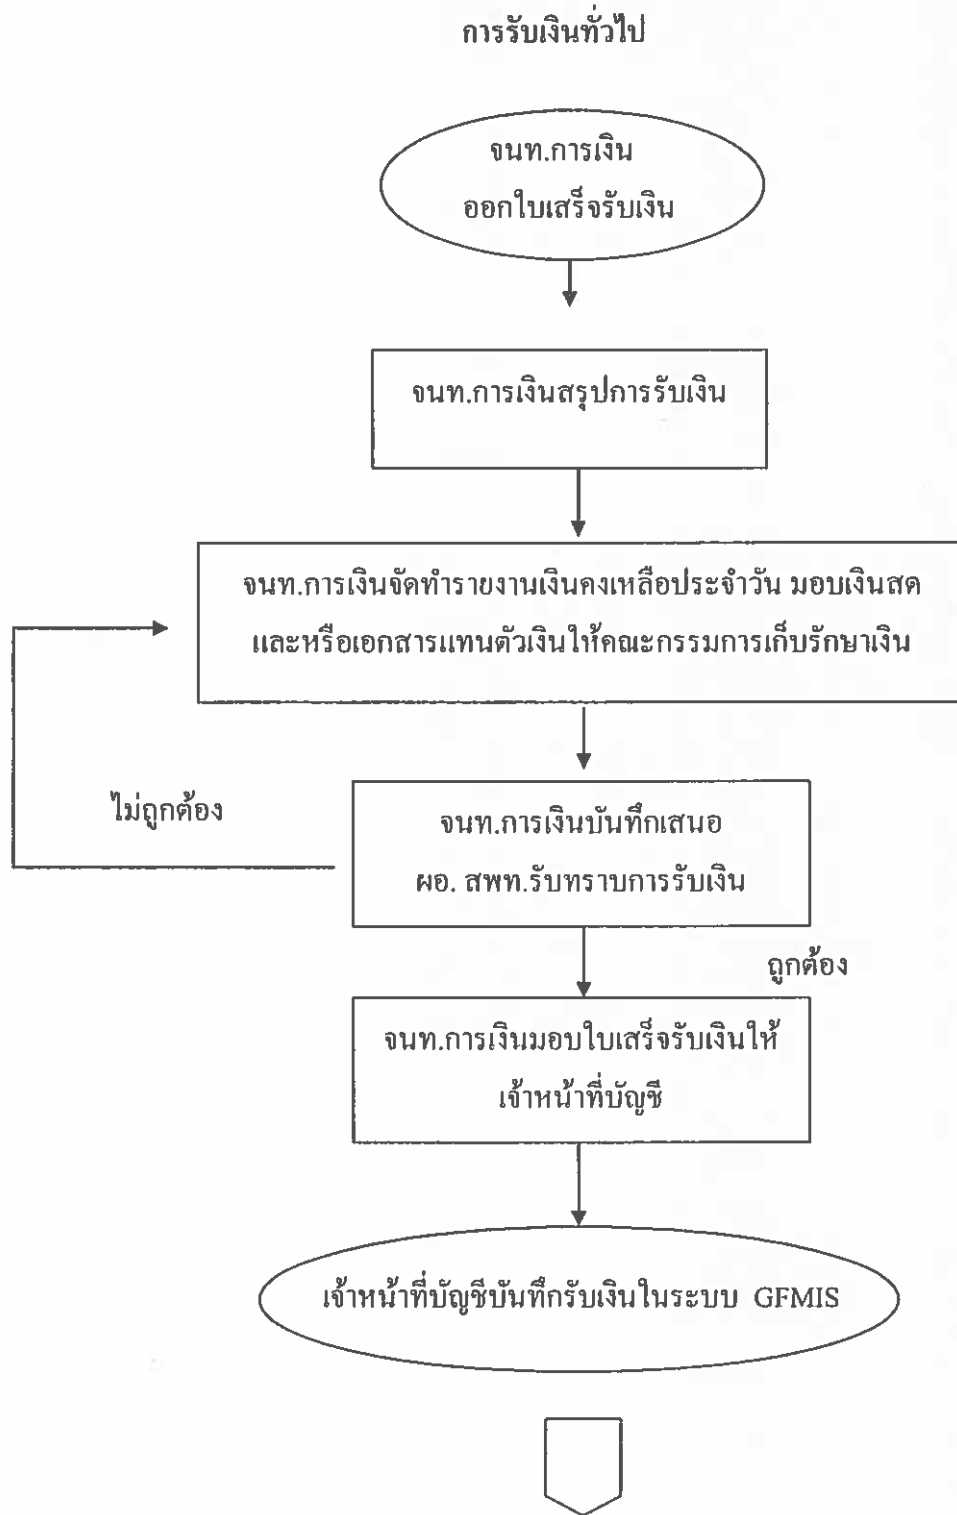 การรับเงินทั่วไป
จนท.การเงิน
ออกใบเสร็จรับเงิน
จนท.การเงินสรุปการรับเงิน
จนท.การเงินจัดทำรายงานเงินคงเหลือประจำวัน มอบเงินสด
และหรือเอกสารแทนตัวเงินให้คณะกรรมการเก็บรักษาเงิน
ไม่ถูกต้อง
จนท.การเงินบันทึกเสนอ
ผอ. สพท.รับทราบการรับเงิน
ถูกต้อง
จนท.การเงินมอบใบเสร็จรับเงินให้
เจ้าหน้าที่บัญชี
เจ้าหน้าที่บัญชีบันทึกรับเงินในระบบ GFMIS